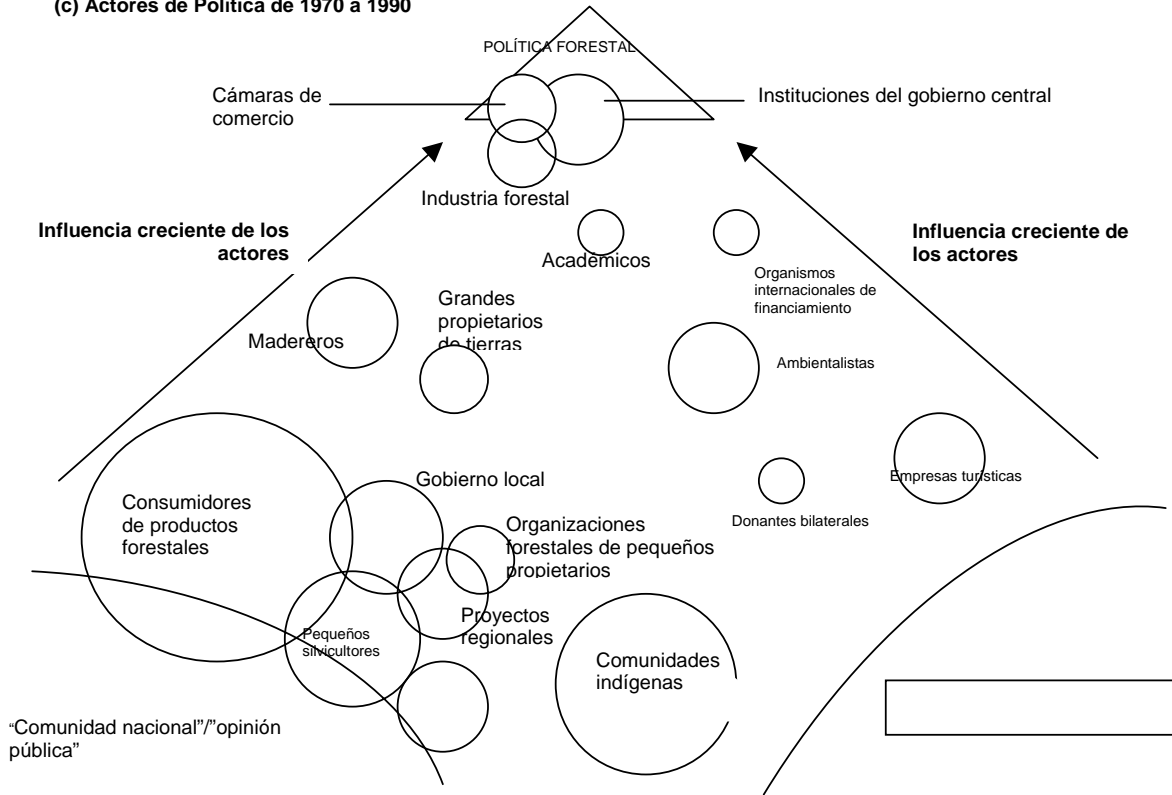 (c) Actores de Política de 1970 a 1990
POLÍTICA FORESTAL
Cámaras de
comercio
Instituciones del gobierno central
Industria forestal
Influencia creciente de los
actores
Influencia creciente de
los actores
Académicos
Organismos
internacionales de
financiamiento
Grandes
propietarios
de tierras
Madereros
Ambientalistas
Gobierno local
Empresas turísticas
Consumidores
de productos
forestales
Donantes bilaterales
Organizaciones
forestales de pequeños
propietarios
Proyectos
regionales
Pequeños
silvicultores
Comunidades
indígenas
“Comunidad nacional”/”opinión
pública”